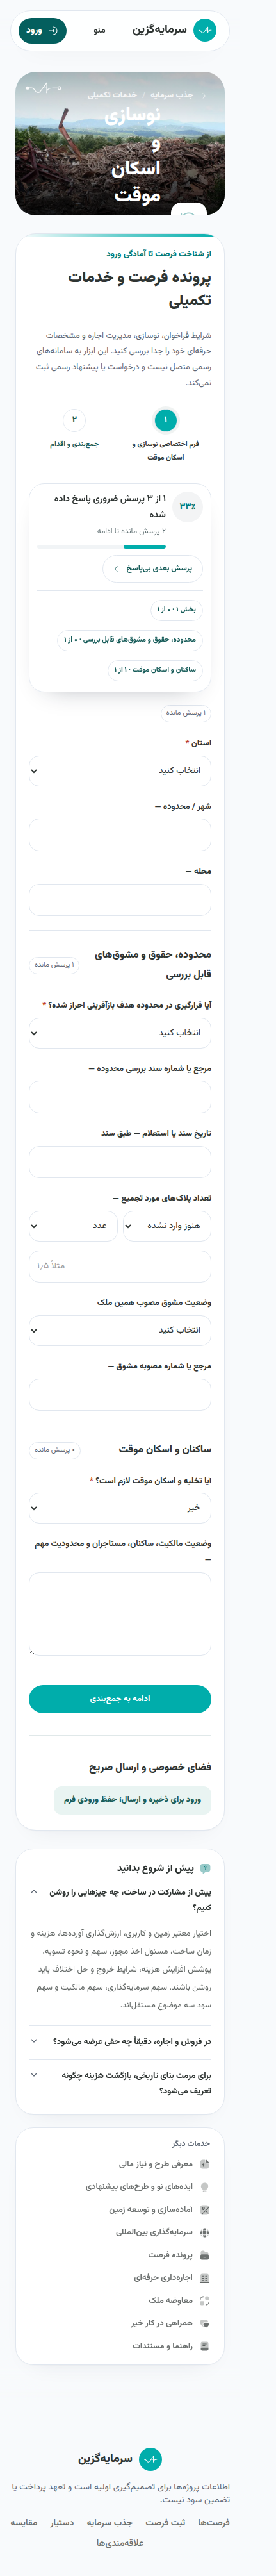 سرمایه‌گزین
منو
ورود
جذب سرمایه / خدمات تکمیلی
نوسازی
و
اسکان
موقت
از شناخت فرصت تا آمادگی ورود
پرونده فرصت و خدمات
تکمیلی
شرایط فراخوان، نوسازی، مدیریت اجاره و مشخصات
حرفه‌ای خود را جدا بررسی کنید. این ابزار به سامانه‌های
رسمی متصل نیست و درخواست یا پیشنهاد رسمی ثبت
نمی‌کند.
۱
فرم اختصاصی نوسازی و
اسکان موقت
۲
جمع‌بندی و اقدام
۳۳٪
۱ از ۳ پرسش ضروری پاسخ داده
شده
۲ پرسش مانده تا ادامه
پرسش بعدی بی‌پاسخ
بخش ۱ · ۰ از ۱
محدوده، حقوق و مشوق‌های قابل بررسی · ۰ از ۱
ساکنان و اسکان موقت · ۱ از ۱
۱ پرسش مانده
استان *
انتخاب کنید
شهر / محدوده —
محله —
محدوده، حقوق و مشوق‌های
قابل بررسی
۱ پرسش مانده
آیا قرارگیری در محدوده هدف بازآفرینی احراز شده؟ *
انتخاب کنید
مرجع یا شماره سند بررسی محدوده —
تاریخ سند یا استعلام — طبق سند
تعداد پلاک‌های مورد تجمیع —
هنوز وارد نشده
عدد
مثلاً ۱٫۵
وضعیت مشوق مصوب همین ملک
انتخاب کنید
مرجع یا شماره مصوبه مشوق —
ساکنان و اسکان موقت
۰ پرسش مانده
آیا تخلیه و اسکان موقت لازم است؟ *
خیر
وضعیت مالکیت، ساکنان، مستاجران و محدودیت مهم
—
ادامه به جمع‌بندی
فضای خصوصی و ارسال صریح
ورود برای ذخیره و ارسال؛ حفظ ورودی فرم
پیش از شروع بدانید
پیش از مشارکت در ساخت، چه چیزهایی را روشن
کنیم؟
اختیار معتبر زمین و کاربری، ارزش‌گذاری آورده‌ها، هزینه و
زمان ساخت، مسئول اخذ مجوز، سهم و نحوه تسویه،
پوشش افزایش هزینه، شرایط خروج و حل اختلاف باید
روشن باشند. سهم سرمایه‌گذاری، سهم مالکیت و سهم
سود سه موضوع مستقل‌اند.
در فروش و اجاره، دقیقاً چه حقی عرضه می‌شود؟
برای مرمت بنای تاریخی، بازگشت هزینه چگونه
تعریف می‌شود؟
خدمات دیگر
معرفی طرح و نیاز مالی
ایده‌های نو و طرح‌های پیشنهادی
آماده‌سازی و توسعه زمین
سرمایه‌گذاری بین‌المللی
پرونده فرصت
اجاره‌داری حرفه‌ای
معاوضه ملک
همراهی در کار خیر
راهنما و مستندات
سرمایه‌گزین
اطلاعات پروژه‌ها برای تصمیم‌گیری اولیه است و تعهد پرداخت یا
تضمین سود نیست.
فرصت‌ها
ثبت فرصت
جذب سرمایه
دستیار
مقایسه
علاقه‌مندی‌ها